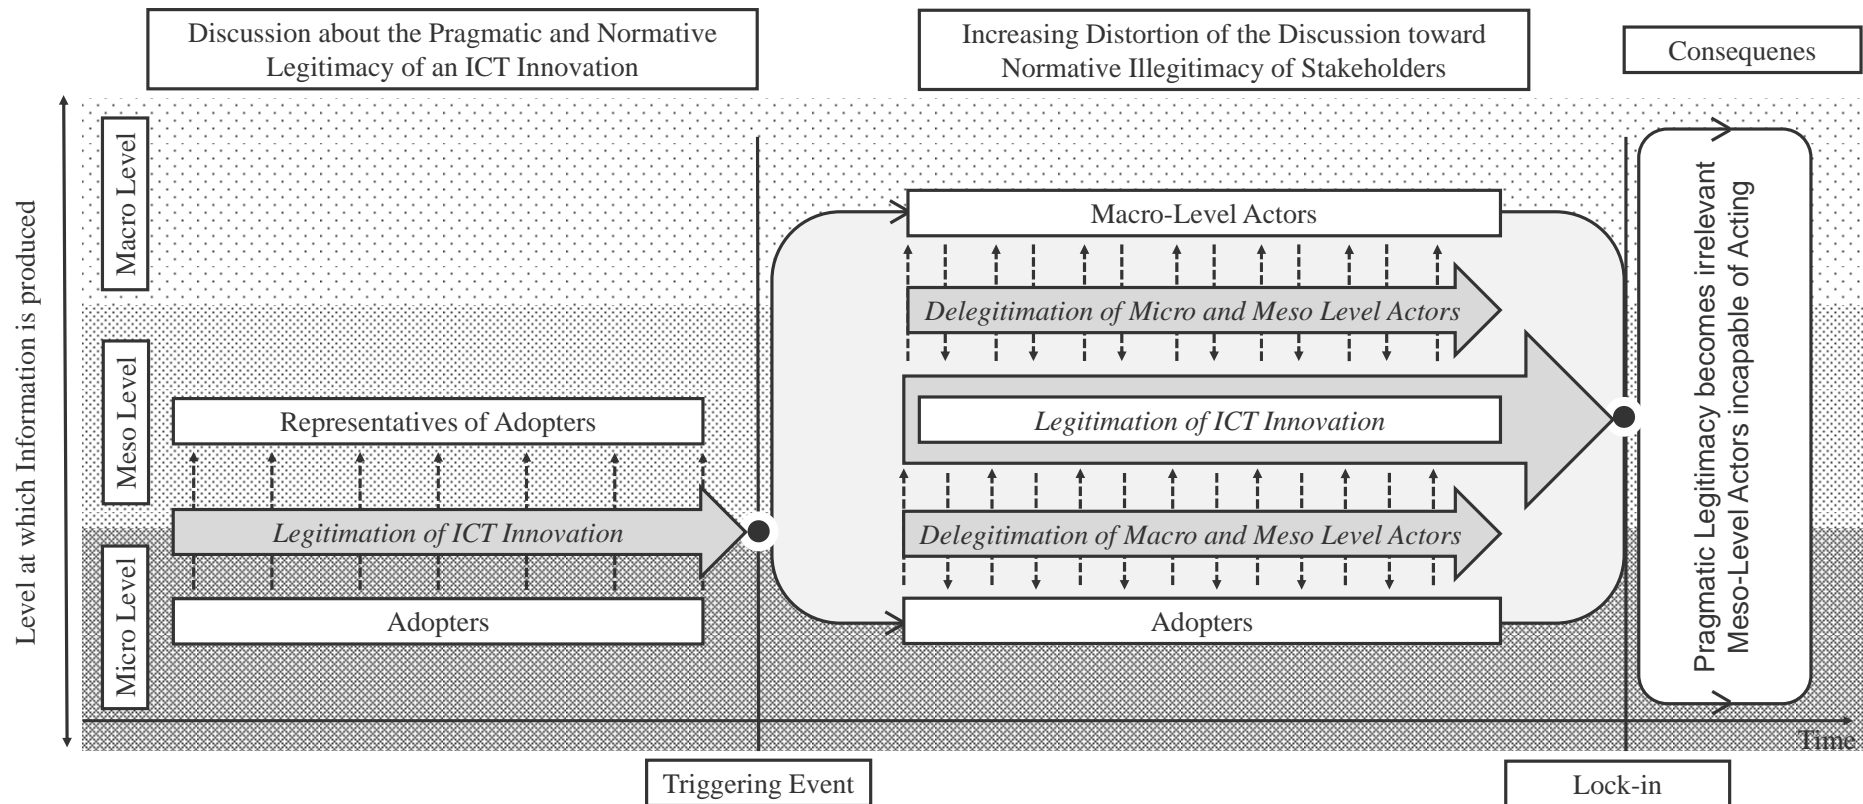 Discussion about the Pragmatic and Normative
Legitimacy of an ICT Innovation
Increasing Distortion of the Discussion toward
Normative Illegitimacy of Stakeholders
Consequenes
Level at which Information is produced
Macro Level
Meso Level
Micro Level
Representatives of Adopters
Legitimation of ICT Innovation
Adopters
Macro-Level Actors
Delegitimation of Micro and Meso Level Actors
Legitimation of ICT Innovation
Delegitimation of Macro and Meso Level Actors
Adopters
Pragmatic Legitimacy becomes irrelevant
Meso-Level Actors incapable of Acting
Time
Triggering Event
Lock-in